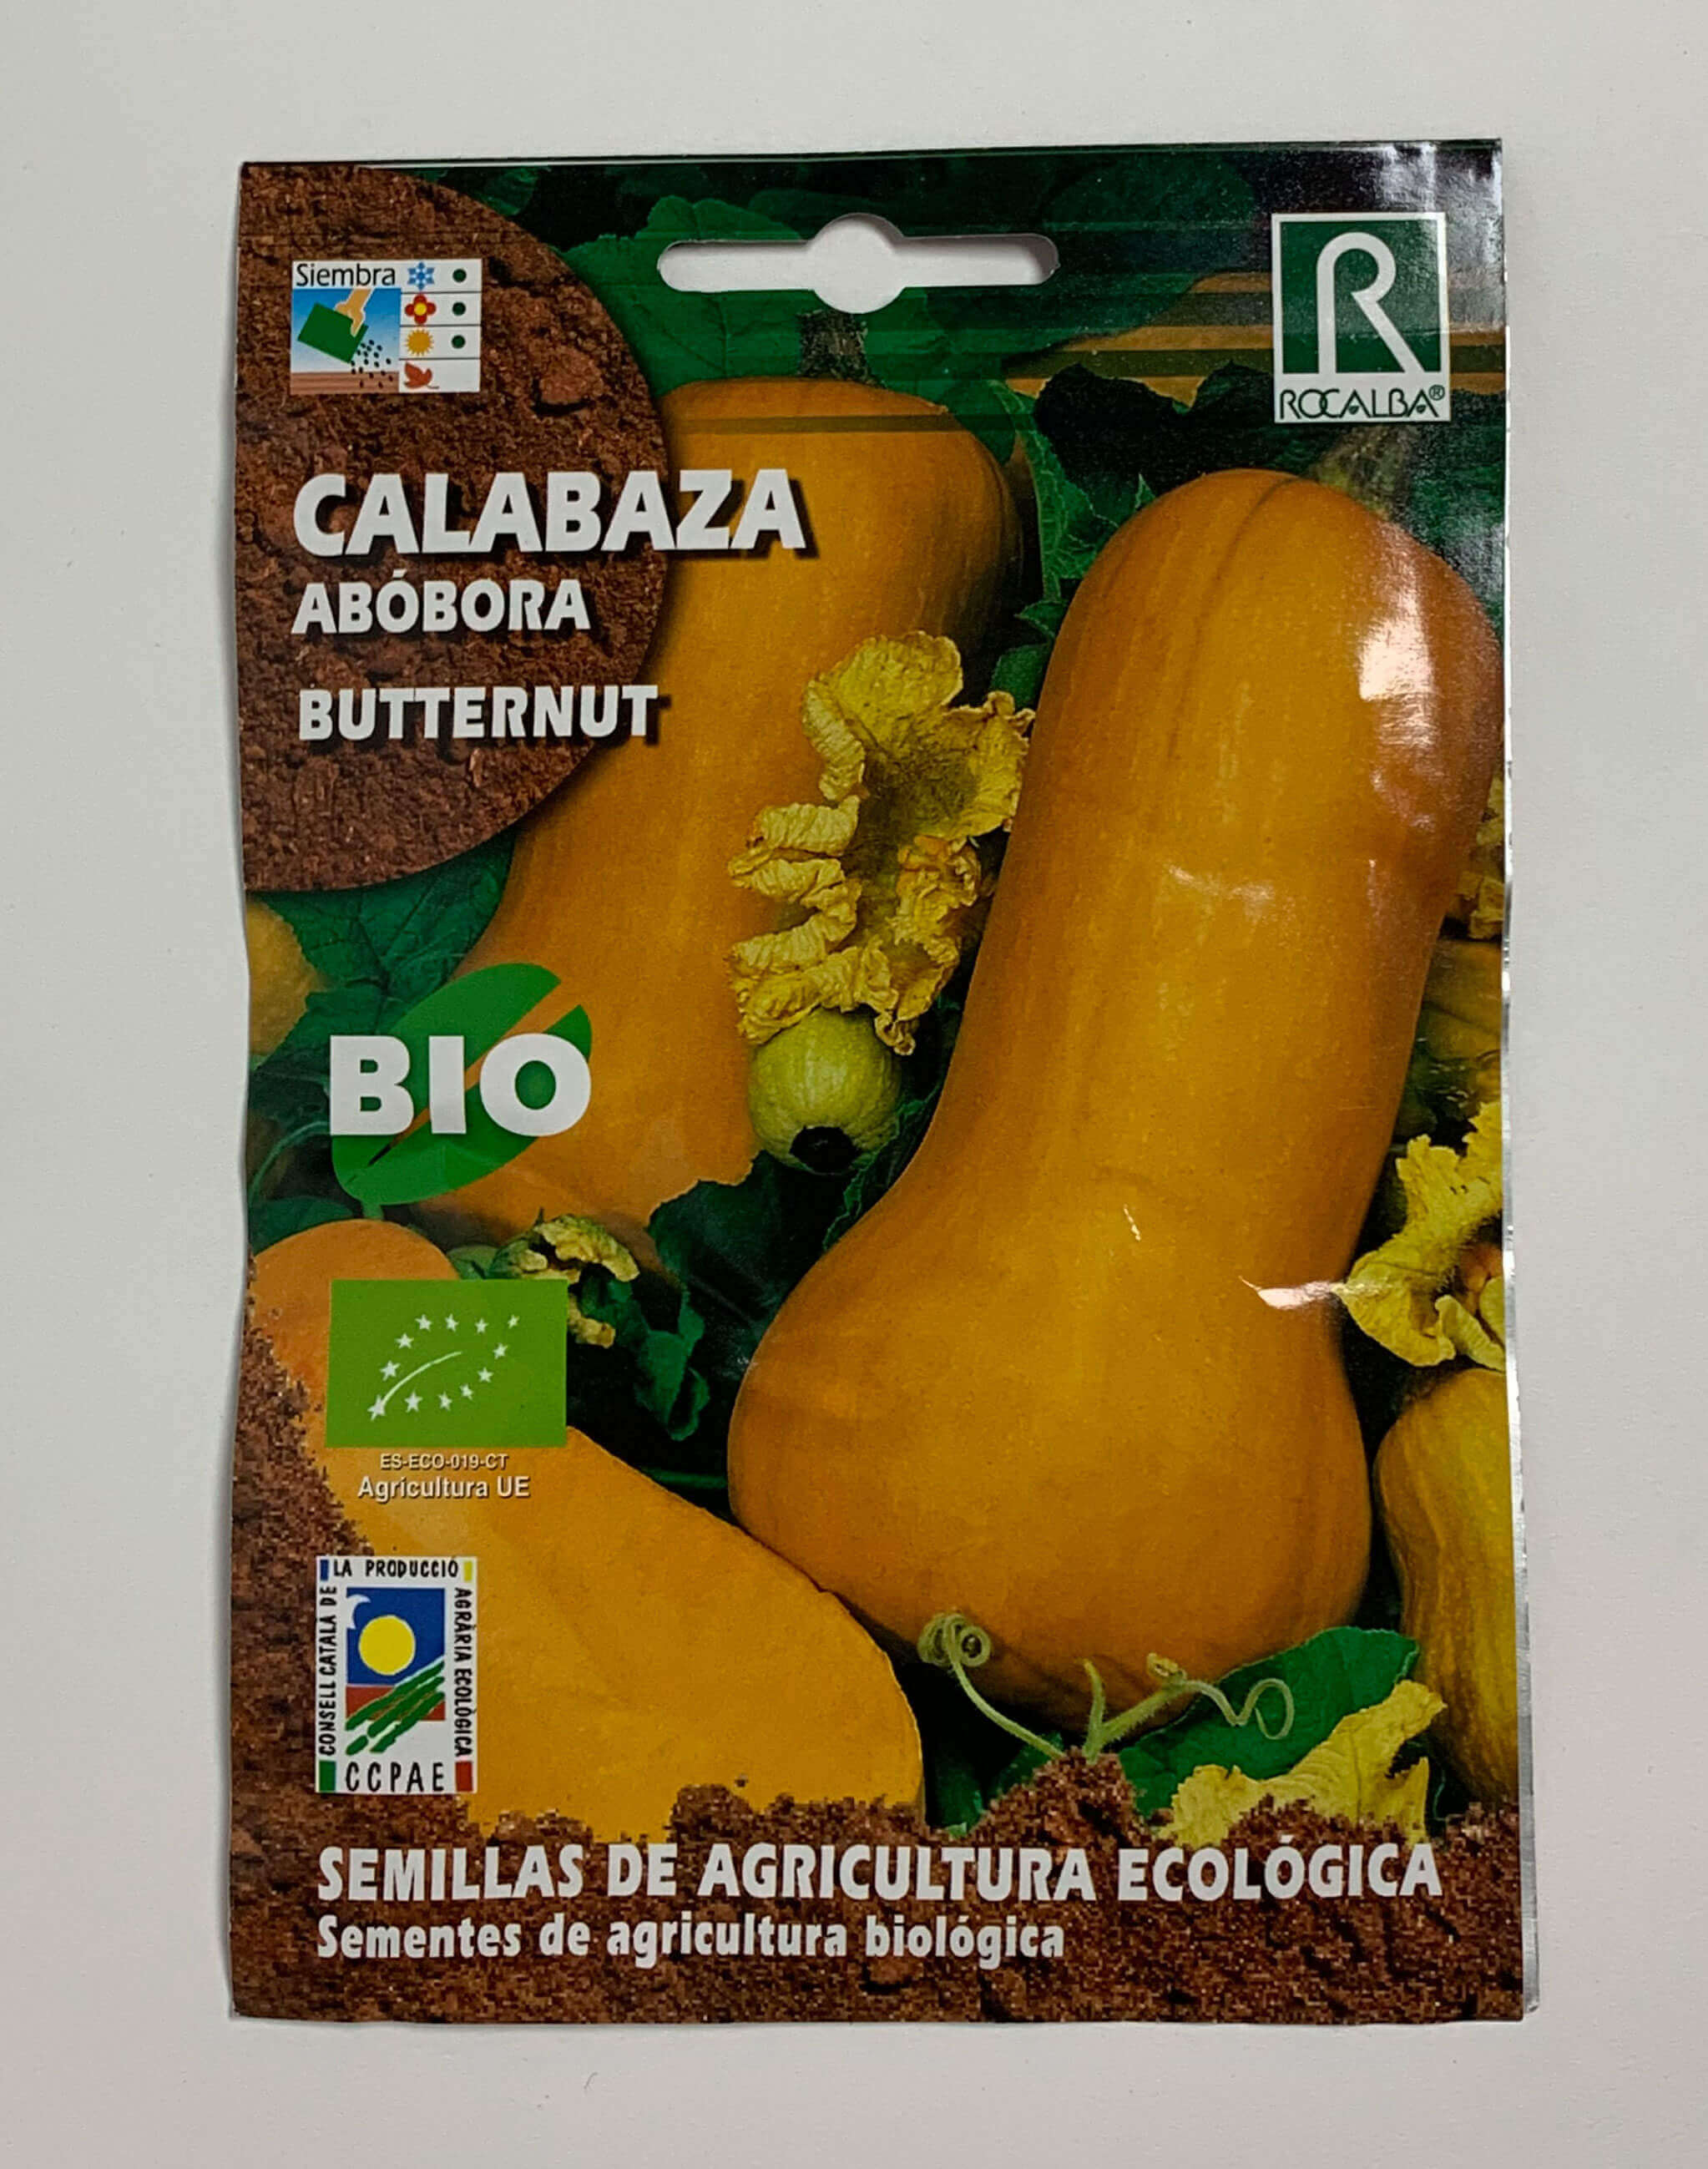 Siembra
R
ROCALBA®
CALABAZA
ABÓBORA
BUTTERNUT
BIO
ES-ECO-019-CT
Agricultura UE
CONSELL CATALA DE
LA PRODUCCIÓ
AGRÀRIA ECOLÒGICA
CCPAE
SEMILLAS DE AGRICULTURA ECOLÓGICA
Sementes de agricultura biológica